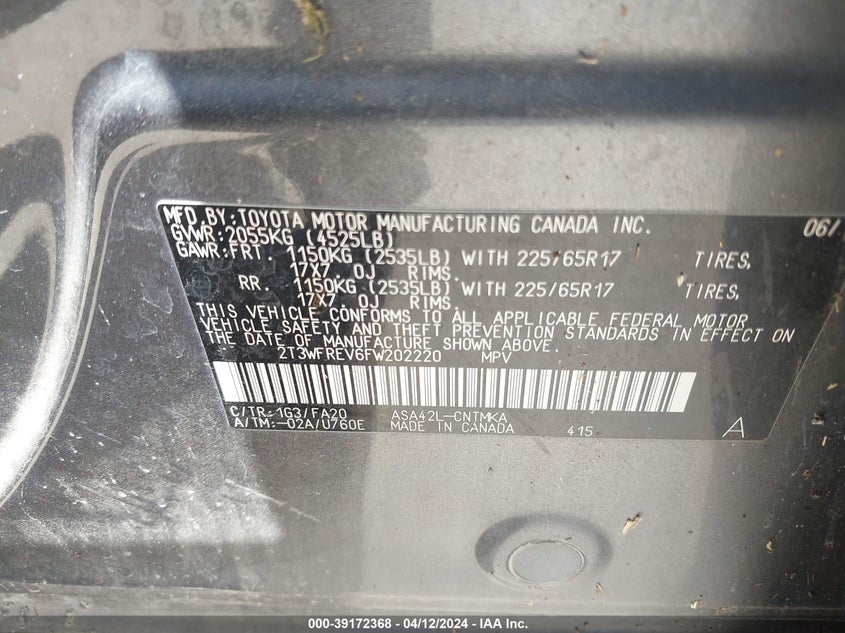 MFD.BY:TOYOTA MOTOR MANUFACTURING CANADA INC. 06/
GVWR:2055KG (4525LB)
GAWR:FRT. 1150KG (2535LB) WITH 225/65R17 TIRES,
17X7.0J RIMS.
RR. 1150KG (2535LB) WITH 225/65R17 TIRES,
17X7.0J RIMS.
THIS VEHICLE CONFORMS TO ALL APPLICABLE FEDERAL MOTOR
VEHICLE SAFETY AND THEFT PREVENTION STANDARDS IN EFFECT ON
THE DATE OF MANUFACTURE SHOWN ABOVE.
2T3WFREV6FW202220 MPV
C/TR:1G3/FA20 ASA42L-CNTMKA
A/TM:-02A/U760E MADE IN CANADA 415 A
000-39172368 - 04/12/2024 - IAA Inc.